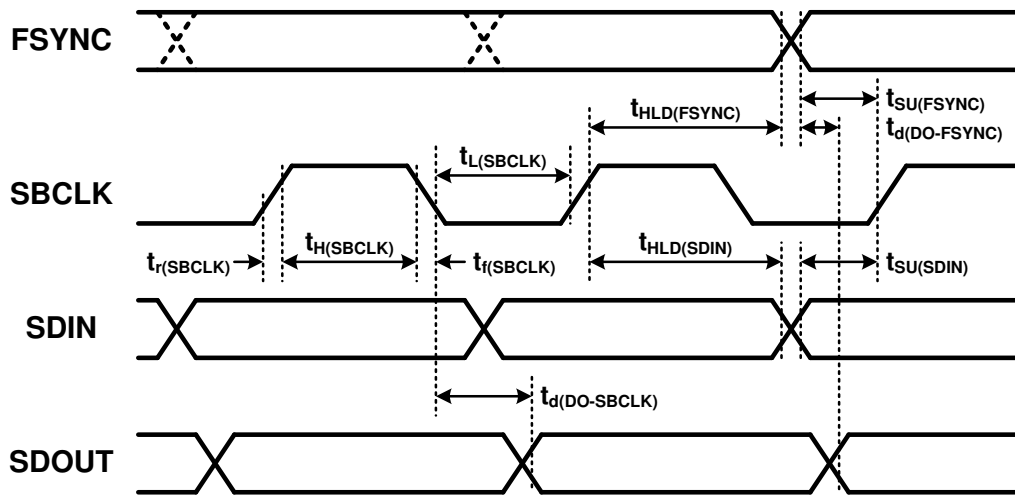 FSYNC
tSU(FSYNC)
tHLD(FSYNC)
td(DO-FSYNC)
tL(SBCLK)
SBCLK
tr(SBCLK)
tH(SBCLK)
tf(SBCLK)
tHLD(SDIN)
tSU(SDIN)
SDIN
td(DO-SBCLK)
SDOUT